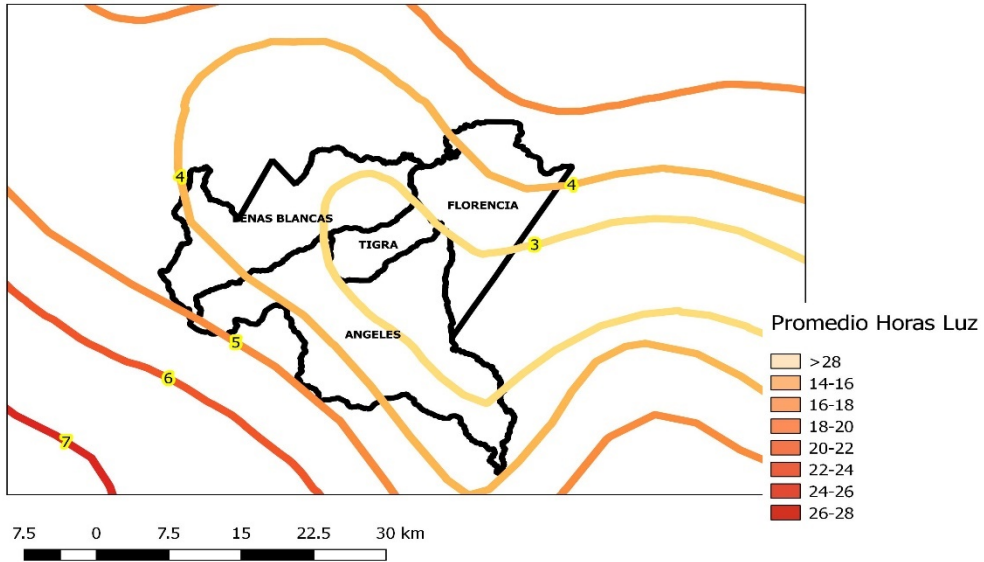 4
4
FLORENCIA
ENAS BLANCAS
TIGRA
3
ANGELES
5
6
7
Promedio Horas Luz
>28
14-16
16-18
18-20
20-22
22-24
24-26
26-28
7.5 0 7.5 15 22.5 30 km